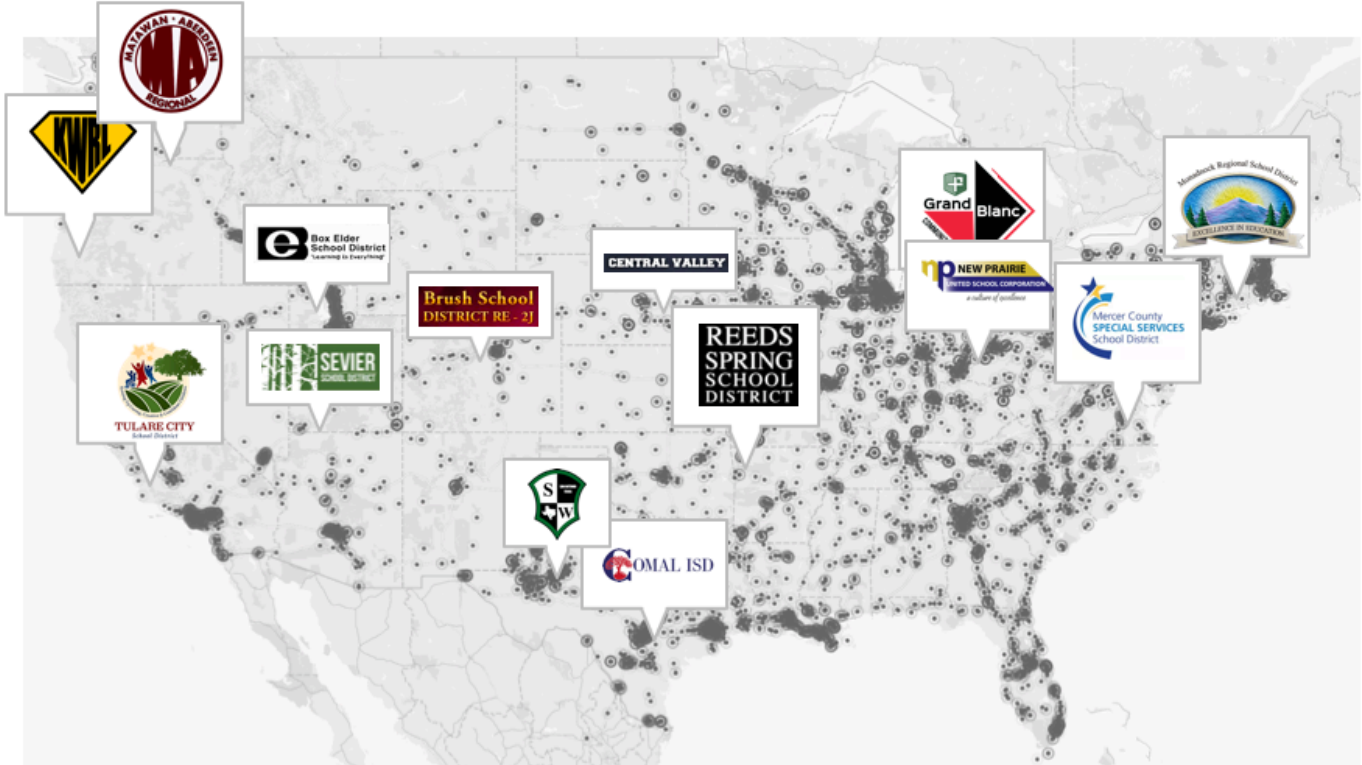 MATAWAN · ABERDEEN
MA
REGIONAL
KWRL
Box Elder
School District
"Learning is Everything"
Brush School
DISTRICT RE - 2J
CENTRAL VALLEY
Grand
Blanc
Monadnock Regional School District
EXCELLENCE IN EDUCATION
NEW PRAIRIE
UNITED SCHOOL CORPORATION
a culture of excellence
np
Mercer County
SPECIAL SERVICES
School District
REEDS
SPRING
SCHOOL
DISTRICT
SEVIER
SCHOOL DISTRICT
TULARE CITY
School District
S
W
COMAL ISD